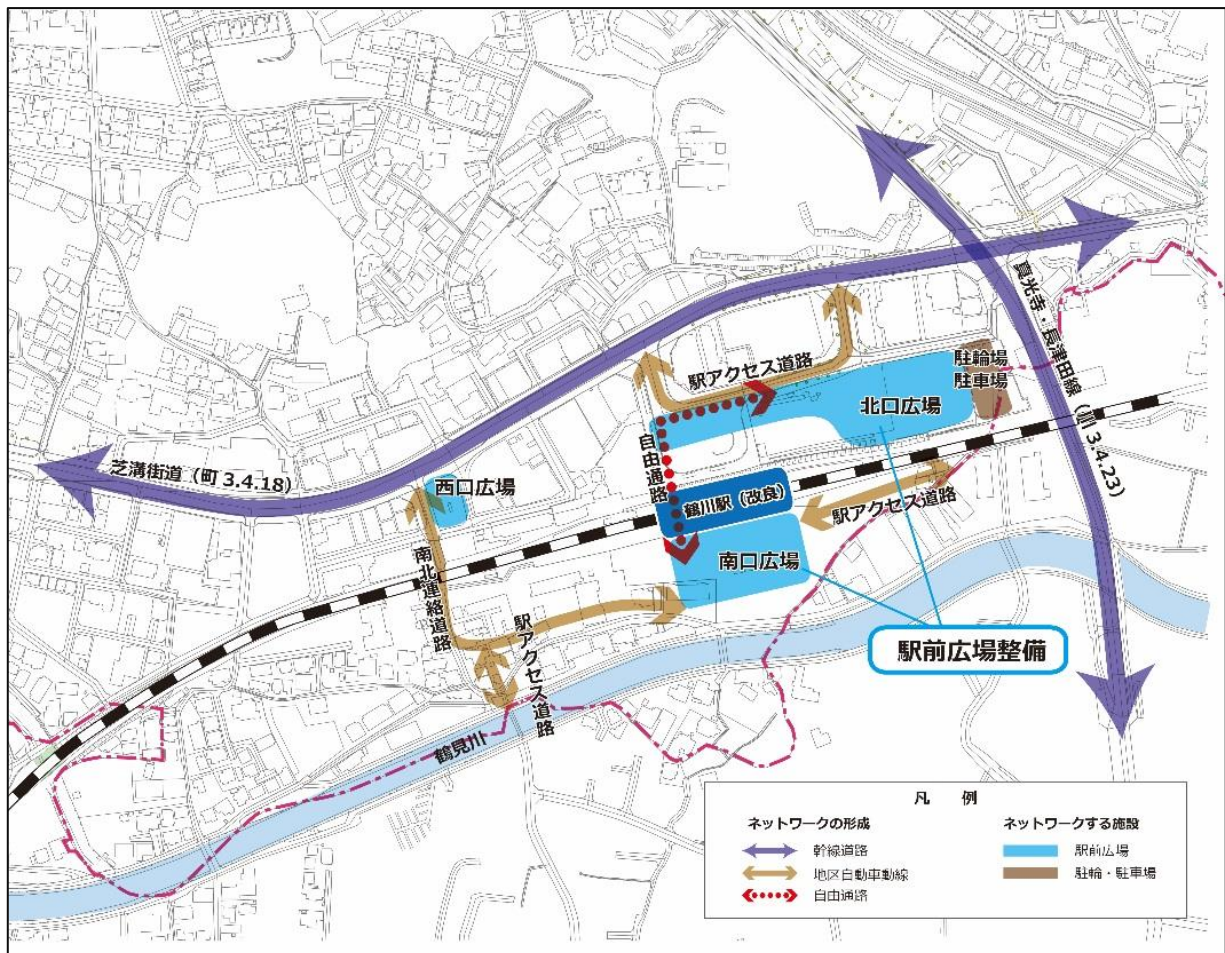 真光寺・長津田線（川 3.4.23）
芝溝街道（町 3.4.18）
駅アクセス道路
駐輪場
駐車場
北口広場
自由通路
西口広場
鶴川駅（改良）
駅アクセス道路
南口広場
南北連絡道路
駅アクセス道路
駅前広場整備
鶴見川
凡 例
ネットワークの形成
幹線道路
地区自動車動線
自由通路
ネットワークする施設
駅前広場
駐輪・駐車場